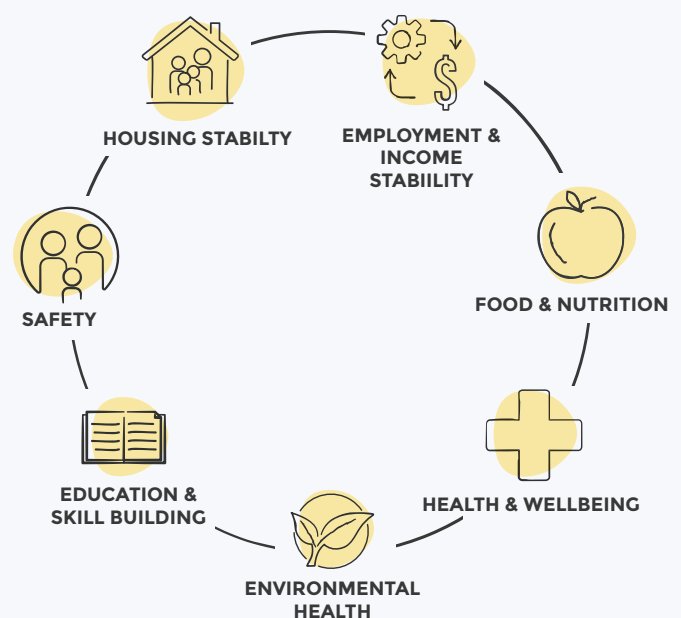 HOUSING STABILTY
EMPLOYMENT &
INCOME
STABIILITY
FOOD & NUTRITION
HEALTH & WELLBEING
ENVIRONMENTAL
HEALTH
EDUCATION &
SKILL BUILDING
SAFETY